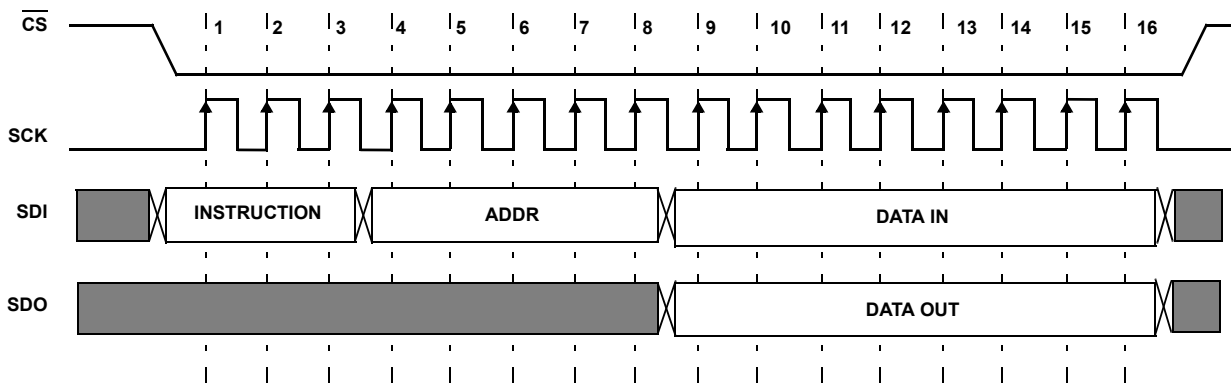 CS
1 2 3 4 5 6 7 8 9 10 11 12 13 14 15 16
SCK
SDI INSTRUCTION ADDR DATA IN
SDO DATA OUT